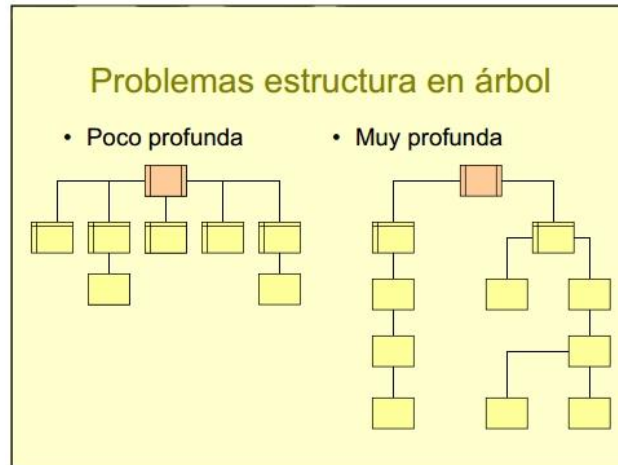 Problemas estructura en árbol
• Poco profunda
• Muy profunda